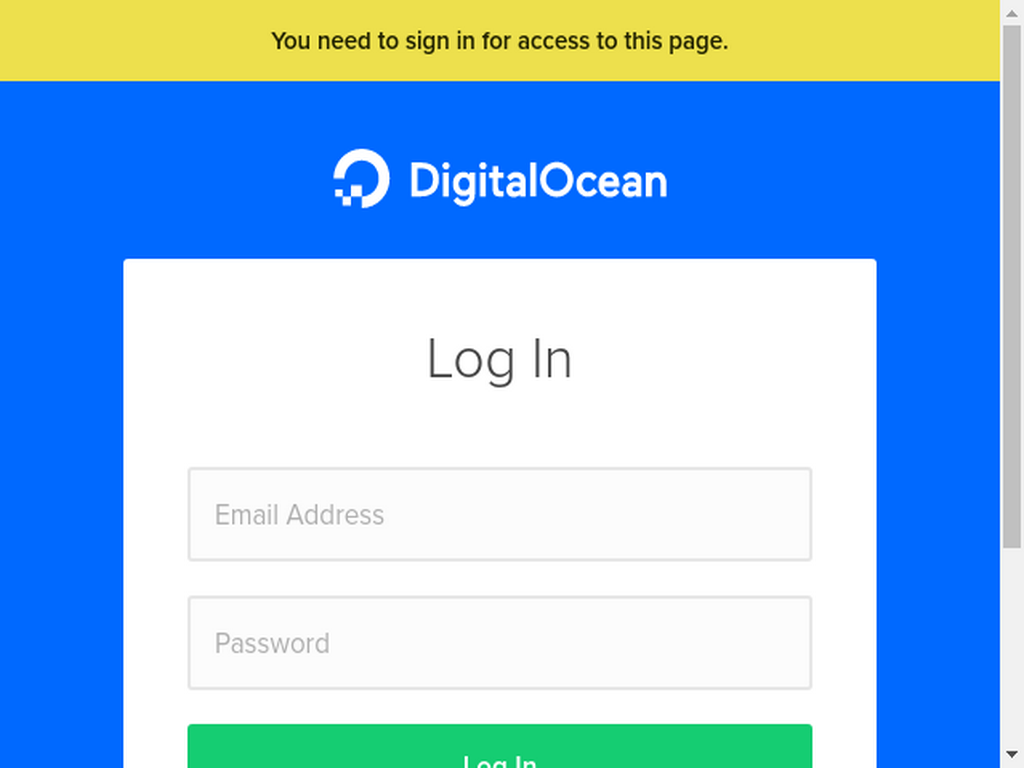 You need to sign in for access to this page.
DigitalOcean
Log In
Email Address
Password
Log In